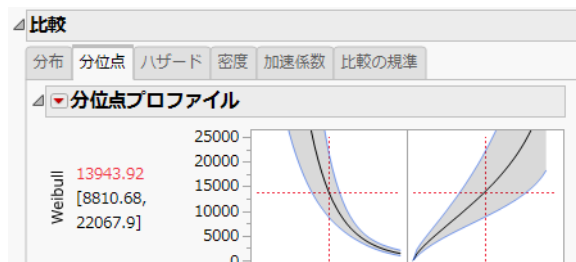 比較
分布 分位点 ハザード 密度 加速係数 比較の規準
分位点プロファイル
Weibull
13943.92
[8810.68,
22067.9]
25000
20000
15000
10000
5000
0